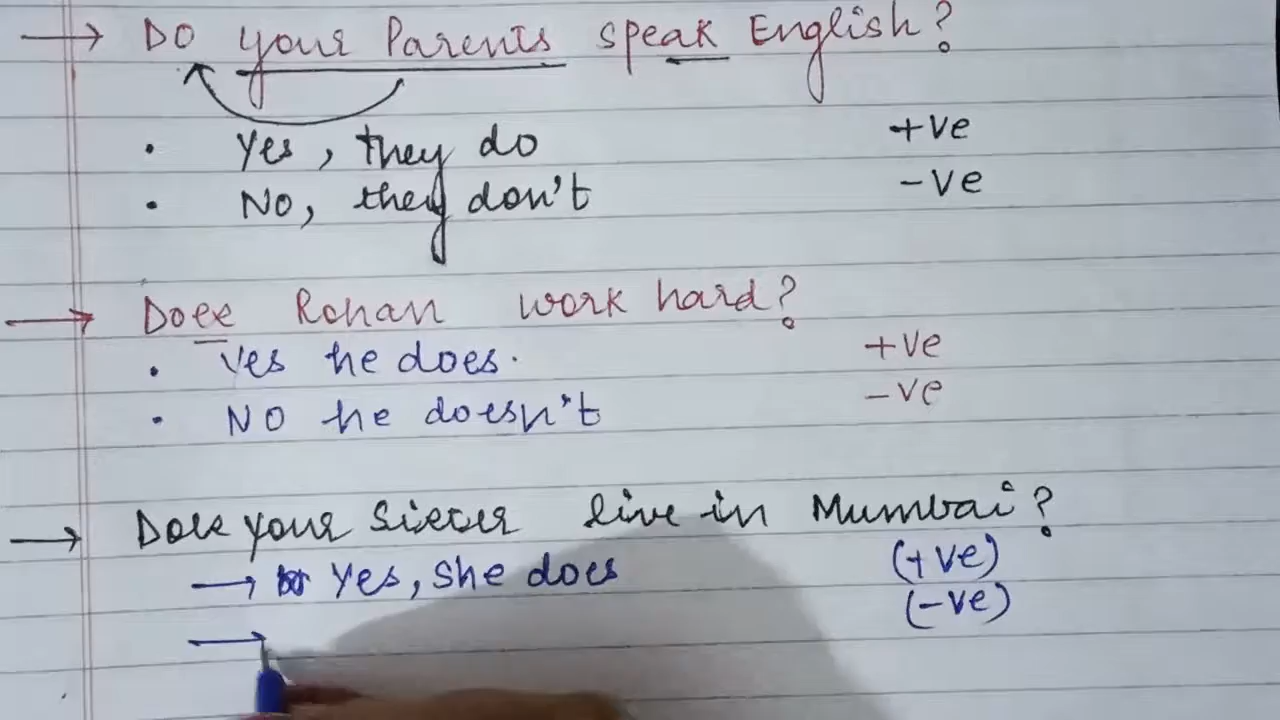 → Do your Parents speak English?
• Yes, they do +ve
• No, they don't -ve
→ Does Rohan work hard?
• Yes he does. +ve
• NO he doesn't -ve
→ Does your Sister live in Mumbai?
→ Yes, She does (+ve)
→ (-ve)